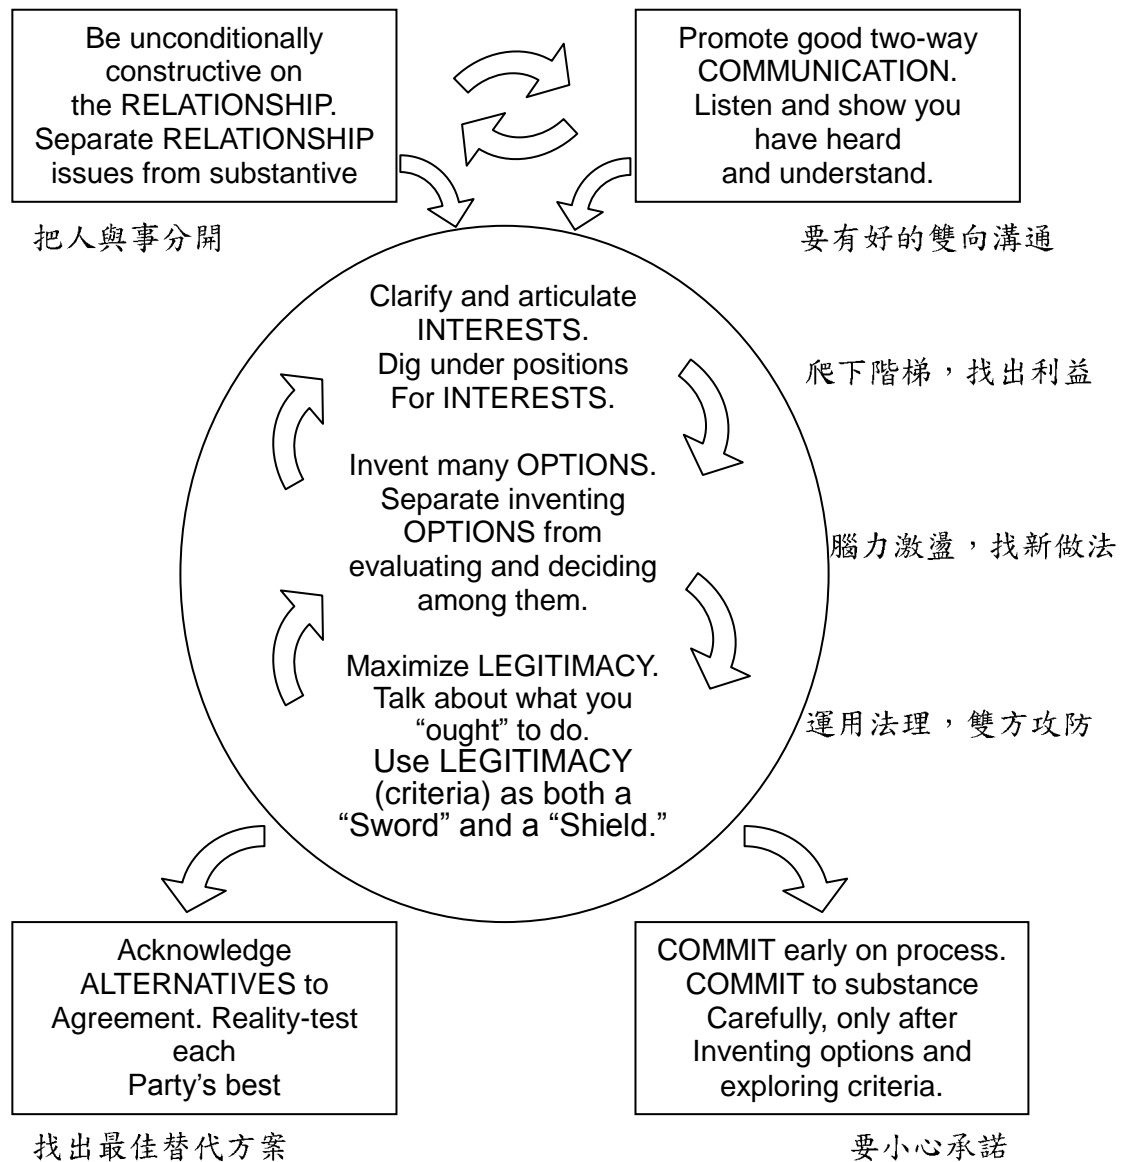 Be unconditionally
constructive on
the RELATIONSHIP.
Separate RELATIONSHIP
issues from substantive
把人與事分開
Promote good two-way
COMMUNICATION.
Listen and show you
have heard
and understand.
要有好的雙向溝通
Clarify and articulate
INTERESTS.
Dig under positions
For INTERESTS.
爬下階梯，找出利益
Invent many OPTIONS.
Separate inventing
OPTIONS from
evaluating and deciding
among them.
腦力激盪，找新做法
Maximize LEGITIMACY.
Talk about what you
“ought” to do.
Use LEGITIMACY
(criteria) as both a
“Sword” and a “Shield.”
運用法理，雙方攻防
Acknowledge
ALTERNATIVES to
Agreement. Reality-test
each
Party’s best
找出最佳替代方案
COMMIT early on process.
COMMIT to substance
Carefully, only after
Inventing options and
exploring criteria.
要小心承諾